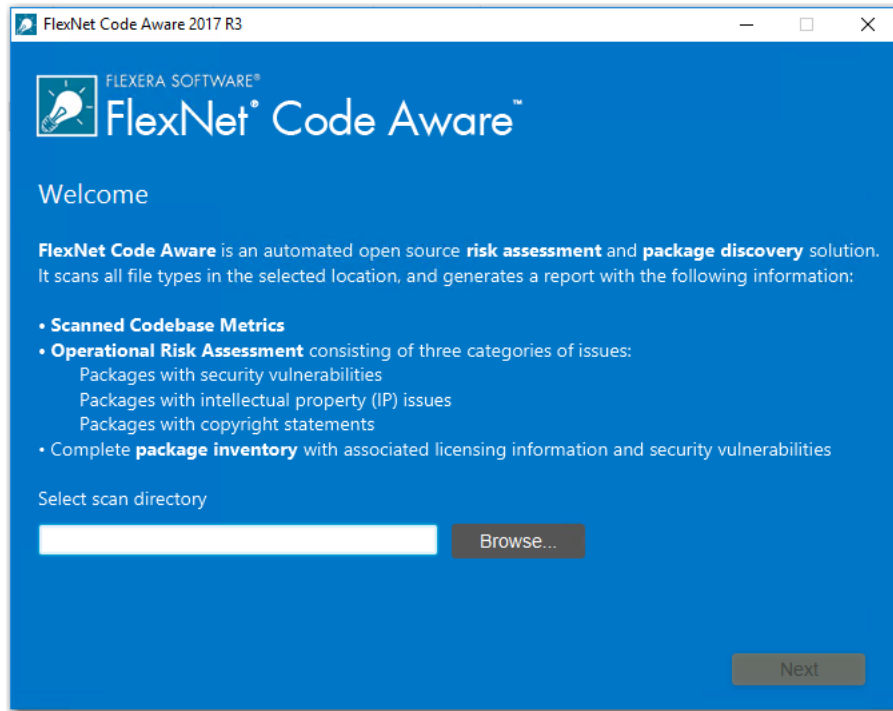 FlexNet Code Aware 2017 R3
FLEXERA SOFTWARE®
FlexNet® Code Aware™
Welcome
FlexNet Code Aware is an automated open source risk assessment and package discovery solution.
It scans all file types in the selected location, and generates a report with the following information:
• Scanned Codebase Metrics
• Operational Risk Assessment consisting of three categories of issues:
Packages with security vulnerabilities
Packages with intellectual property (IP) issues
Packages with copyright statements
• Complete package inventory with associated licensing information and security vulnerabilities
Select scan directory
Browse...
Next